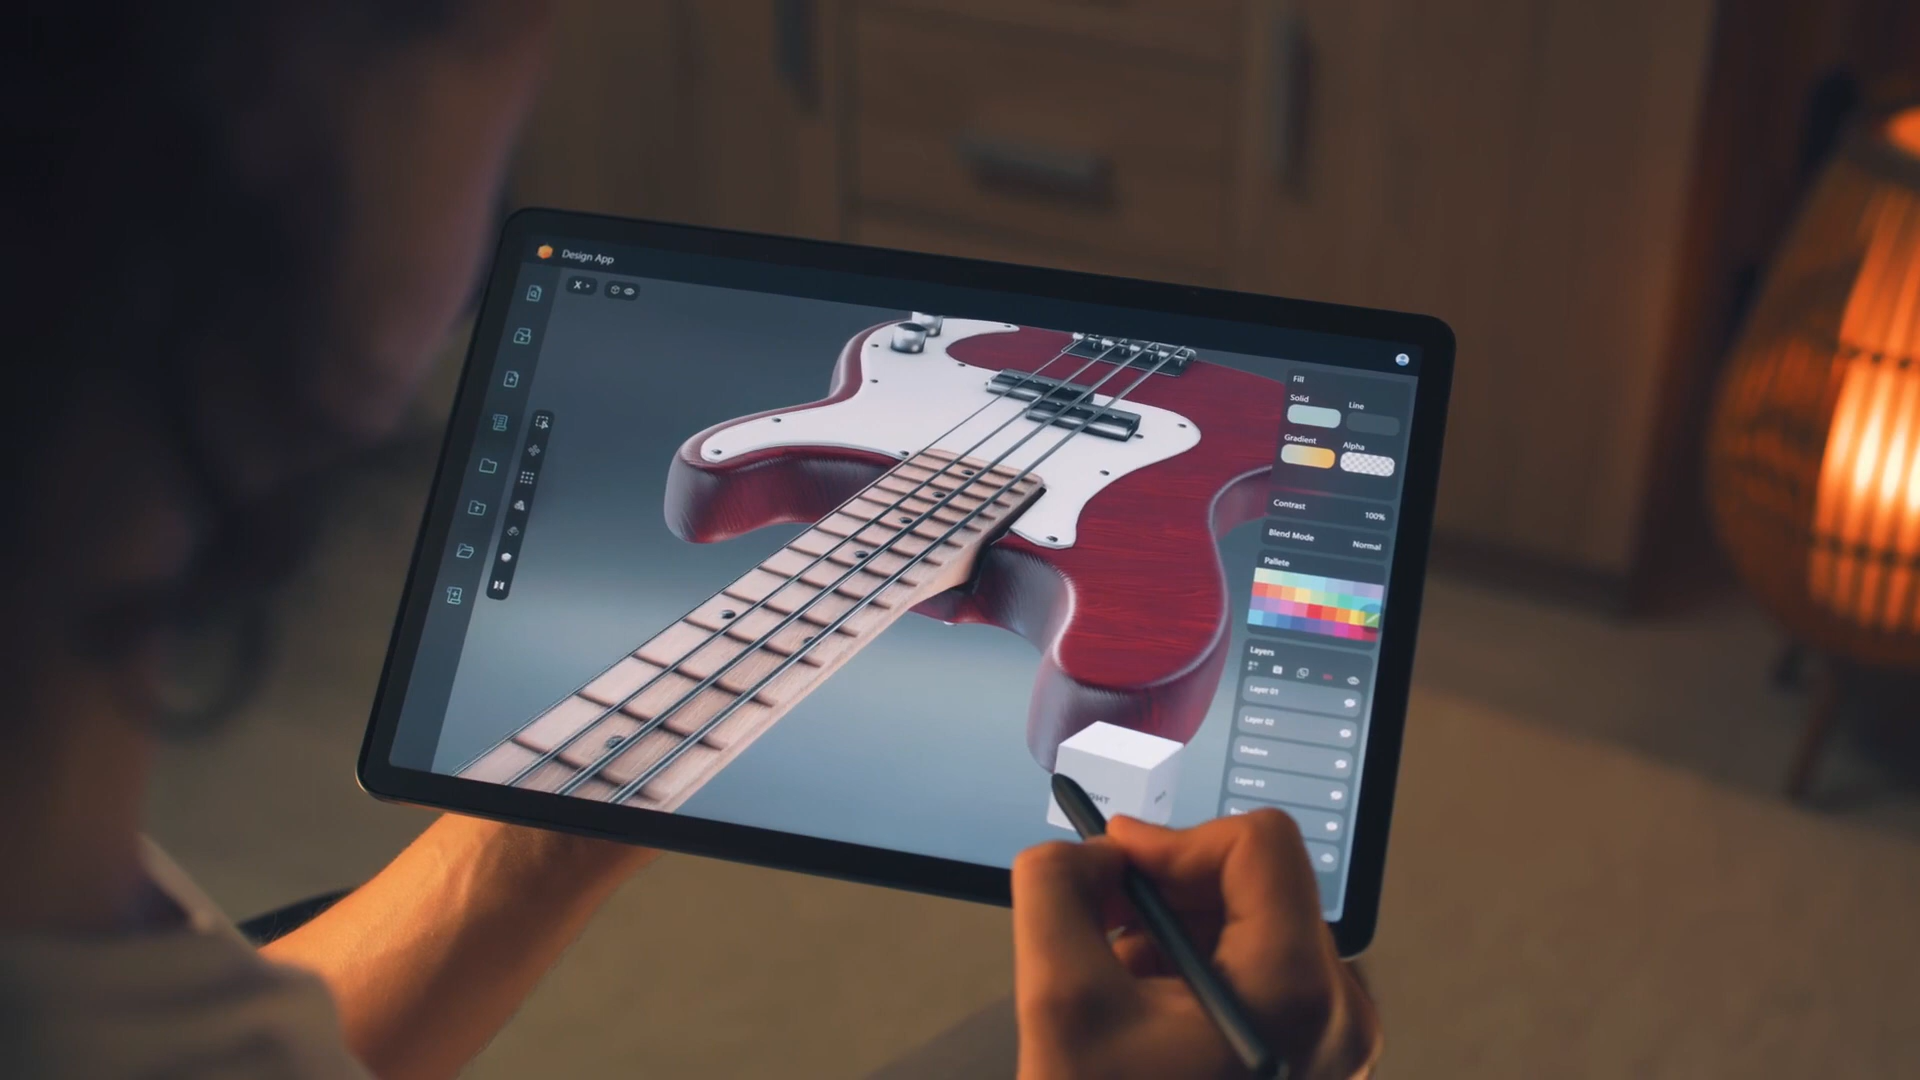 Design App
X
Fill
Solid
Line
Gradient
Alpha
Contrast
100%
Blend Mode
Normal
Pallete
Layers
Layer 01
Layer 02
Shadow
Layer 03